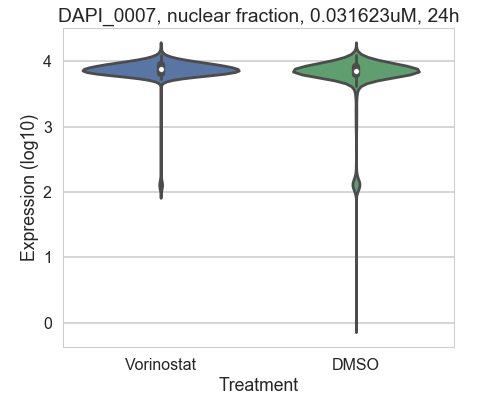 DAPI_0007, nuclear fraction, 0.031623uM, 24h
Expression (log10)
4
3
2
1
0
Vorinostat DMSO
Treatment